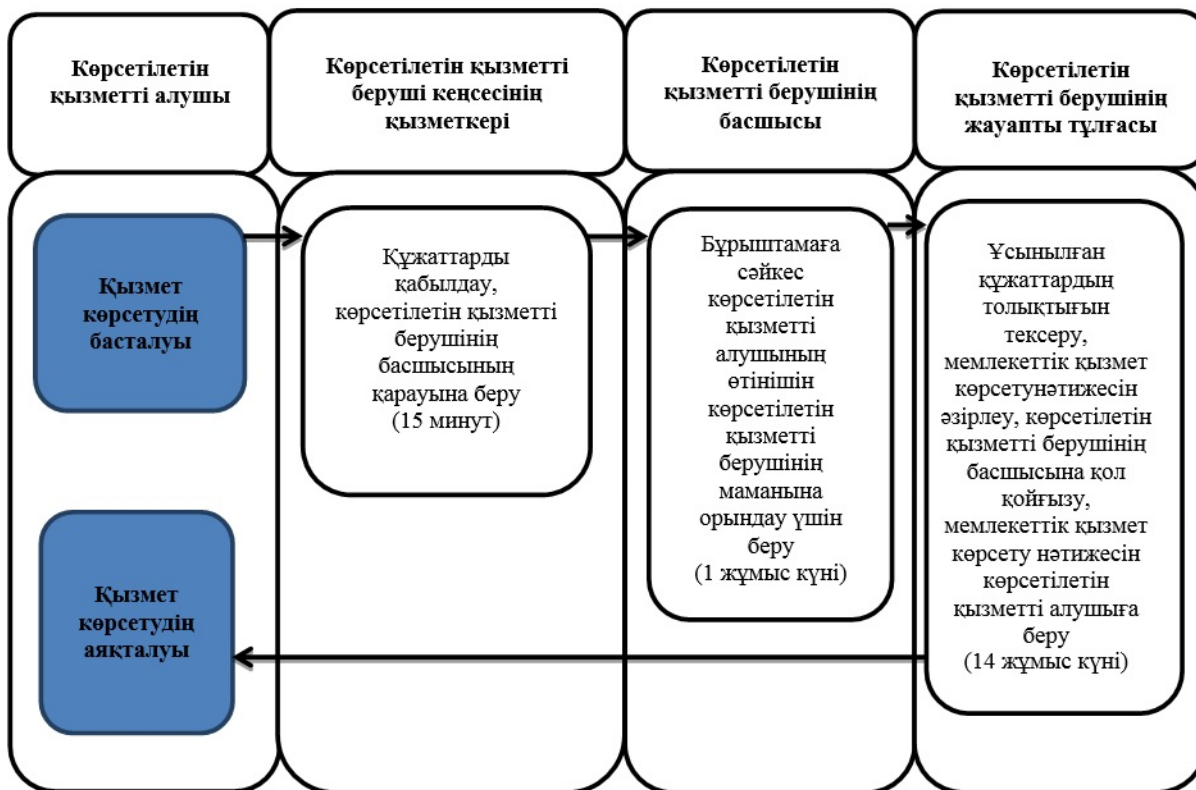 Көрсетілетін
қызметті алушы
Көрсетілетін қызметті
беруші кеңсесінің
қызметкері
Көрсетілетін
қызметті берушінің
басшысы
Көрсетілетін
қызметті берушінің
жауапты тұлғасы
Қызмет
көрсетудің
басталуы
Құжаттарды
қабылдау,
көрсетілетін қызметті
берушінің
басшысының
қарауына беру
(15 минут)
Бұрыштамаға
сәйкес
көрсетілетін
қызметті
алушының
өтінішін
көрсетілетін
қызметті
берушінің
маманына
орындау үшін
беру
(1 жұмыс күні)
Ұсынылған
құжаттардың
толықтығын
тексеру,
мемлекеттік қызмет
көрсетунәтижесін
әзірлеу, көрсетілетін
қызметті берушінің
басшысына қол
қойғызу,
мемлекеттік қызмет
көрсету нәтижесін
көрсетілетін
қызметті алушыға
беру
(14 жұмыс күні)
Қызмет
көрсетудің
аяқталуы